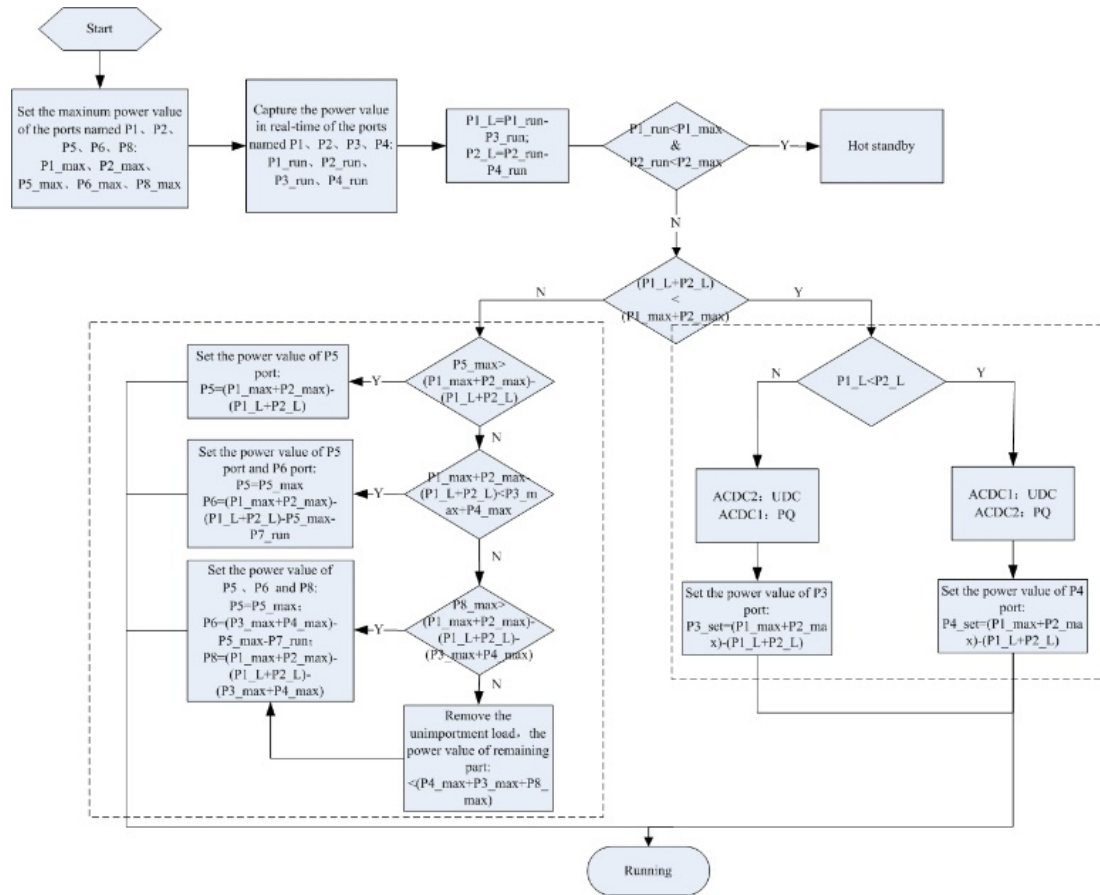 Start
Set the maxinum power value
of the ports named P1、P2、
P5、P6、P8:
P1_max、P2_max、
P5_max、P6_max、P8_max
Capture the power value
in real-time of the ports
named P1、P2、P3、P4:
P1_run、P2_run、
P3_run、P4_run
P1_L=P1_run-
P3_run;
P2_L=P2_run-
P4_run
P1_run<P1_max
&
P2_run<P2_max
Y
Hot standby
N
(P1_L+P2_L)
<
(P1_max+P2_max)
N
Y
P5_max>
(P1_max+P2_max)-
(P1_L+P2_L)
Y
Set the power value of P5
port:
P5=(P1_max+P2_max)-
(P1_L+P2_L)
N
P1_max+P2_max-
(P1_L+P2_L)<P3_m
ax+P4_max
Y
Set the power value of P5
port and P6 port:
P5=P5_max
P6=(P1_max+P2_max)-
(P1_L+P2_L)-P5_max-
P7_run
N
P8_max>
(P1_max+P2_max)-
(P1_L+P2_L)-
(P3_max+P4_max)
Y
Set the power value of
P5 、P6 and P8:
P5=P5_max;
P6=(P3_max+P4_max)-
P5_max-P7_run;
P8=(P1_max+P2_max)-
(P1_L+P2_L)-
(P3_max+P4_max)
N
Remove the
unimportment load，the
power value of remaining
part:
<(P4_max+P3_max+P8_
max)
P1_L<P2_L
N
Y
ACDC2：UDC
ACDC1：PQ
ACDC1：UDC
ACDC2：PQ
Set the power value of P3
port:
P3_set=(P1_max+P2_ma
x)-(P1_L+P2_L)
Set the power value of P4
port:
P4_set=(P1_max+P2_ma
x)-(P1_L+P2_L)
Running